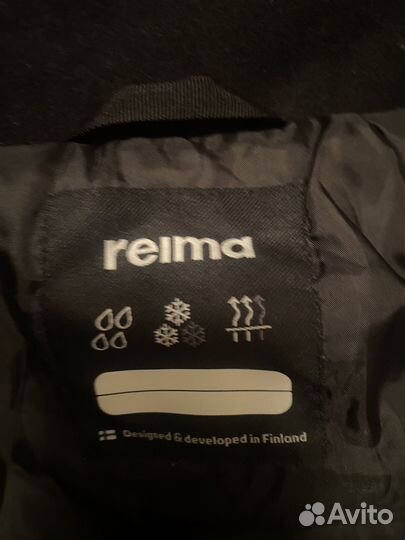 reima
Designed & developed in Finland
Avito